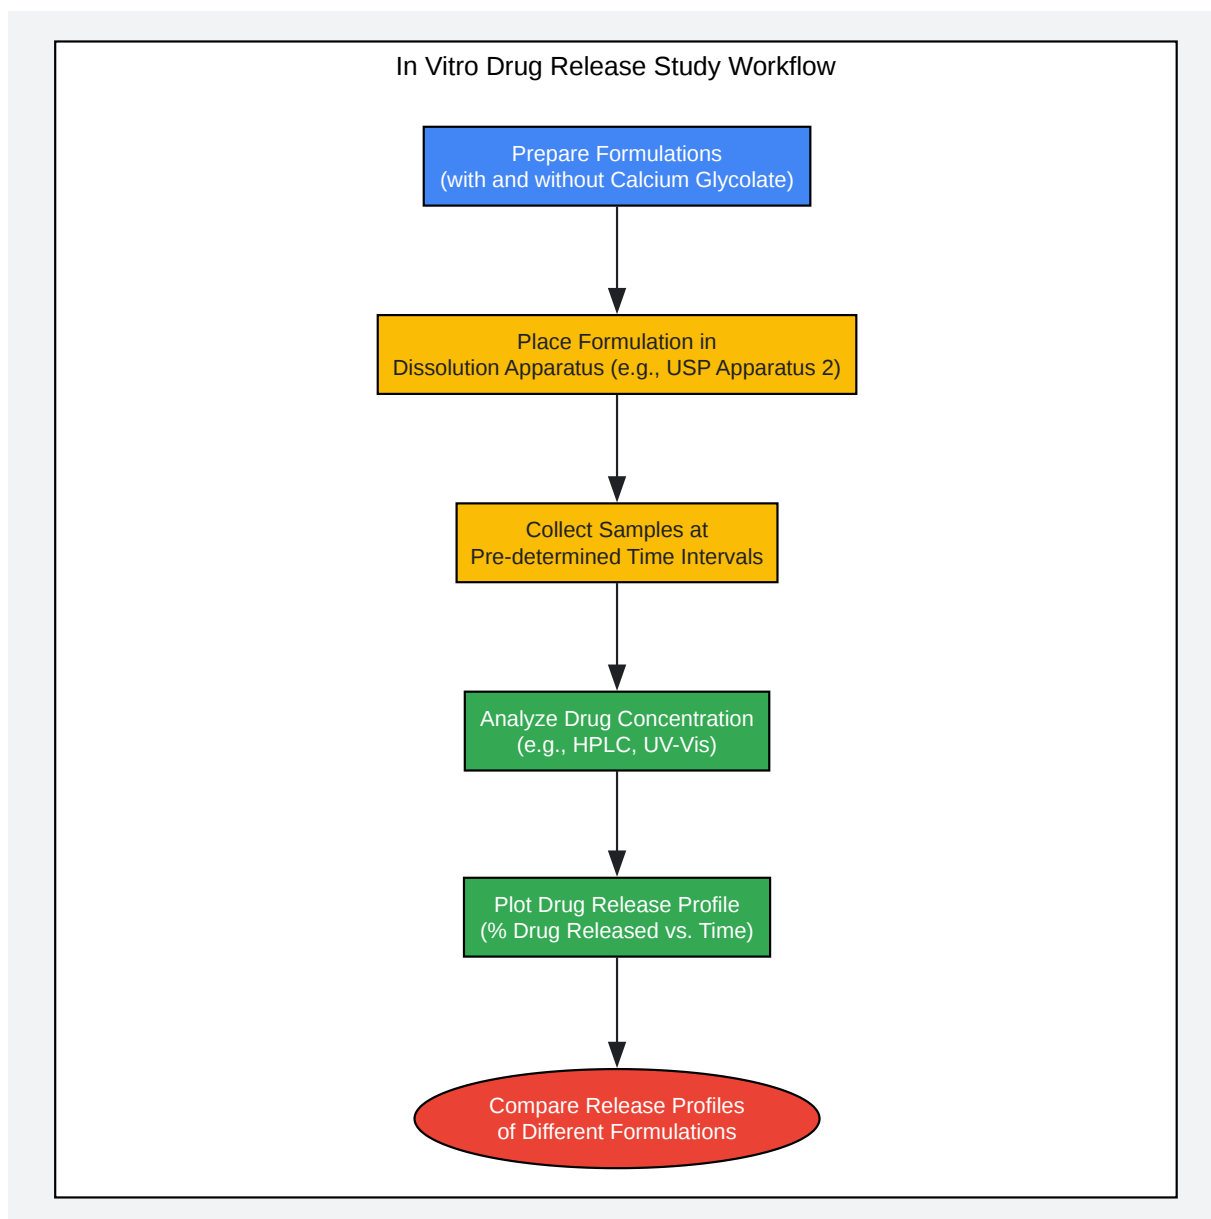 In Vitro Drug Release Study Workflow
Prepare Formulations
(with and without Calcium Glycolate)
Place Formulation in
Dissolution Apparatus (e.g., USP Apparatus 2)
Collect Samples at
Pre-determined Time Intervals
Analyze Drug Concentration
(e.g., HPLC, UV-Vis)
Plot Drug Release Profile
(% Drug Released vs. Time)
Compare Release Profiles
of Different Formulations